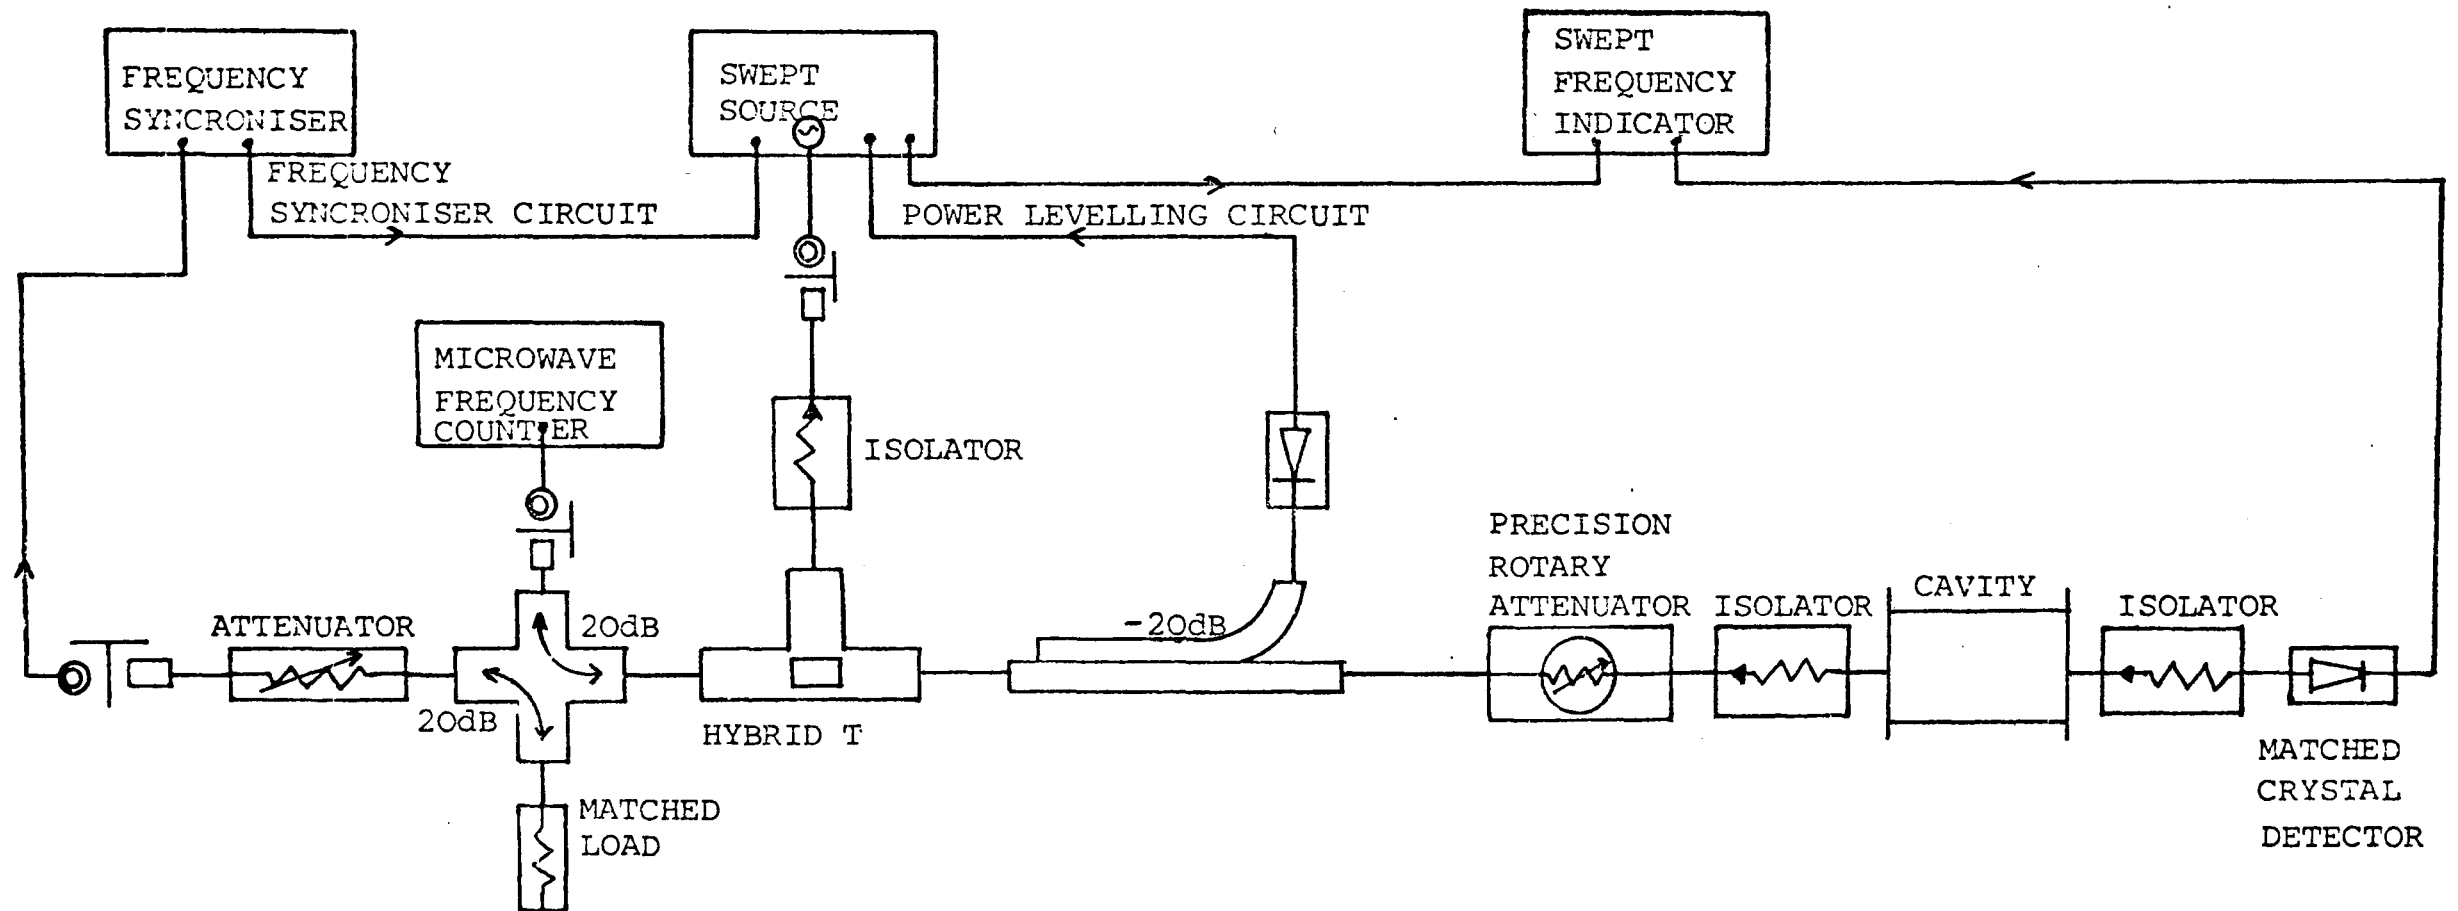 FREQUENCY
SYNCRONISER
SWEPT
SOURCE
SWEPT
FREQUENCY
INDICATOR
FREQUENCY
SYNCRONISER CIRCUIT
POWER LEVELLING CIRCUIT
MICROWAVE
FREQUENCY
COUNTER
ISOLATOR
PRECISION
ROTARY
ATTENUATOR
ISOLATOR
CAVITY
ISOLATOR
ATTENUATOR
20dB
-20dB
20dB
HYBRID T
MATCHED
CRYSTAL
DETECTOR
MATCHED
LOAD